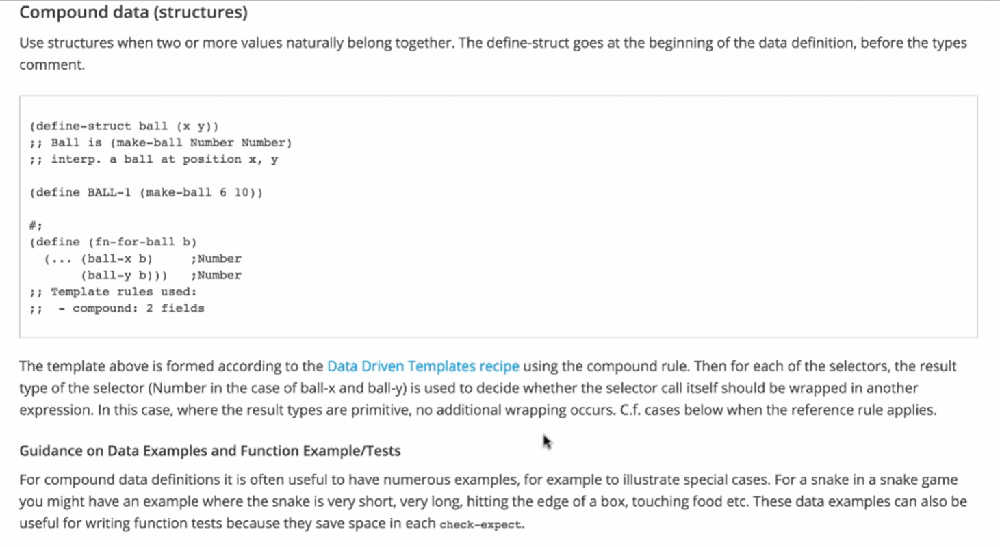 Compound data (structures)
Use structures when two or more values naturally belong together. The define-struct goes at the beginning of the data definition, before the types
comment.
(define-struct ball (x y))
;; Ball is (make-ball Number Number)
;; interp. a ball at position x, y
(define BALL-1 (make-ball 6 10))
#;
(define (fn-for-ball b)
  (... (ball-x b)     ;Number
       (ball-y b)))   ;Number
;; Template rules used:
;;  - compound: 2 fields
The template above is formed according to the Data Driven Templates recipe using the compound rule. Then for each of the selectors, the result
type of the selector (Number in the case of ball-x and ball-y) is used to decide whether the selector call itself should be wrapped in another
expression. In this case, where the result types are primitive, no additional wrapping occurs. C.f. cases below when the reference rule applies.
Guidance on Data Examples and Function Example/Tests
For compound data definitions it is often useful to have numerous examples, for example to illustrate special cases. For a snake in a snake game
you might have an example where the snake is very short, very long, hitting the edge of a box, touching food etc. These data examples can also be
useful for writing function tests because they save space in each check-expect.